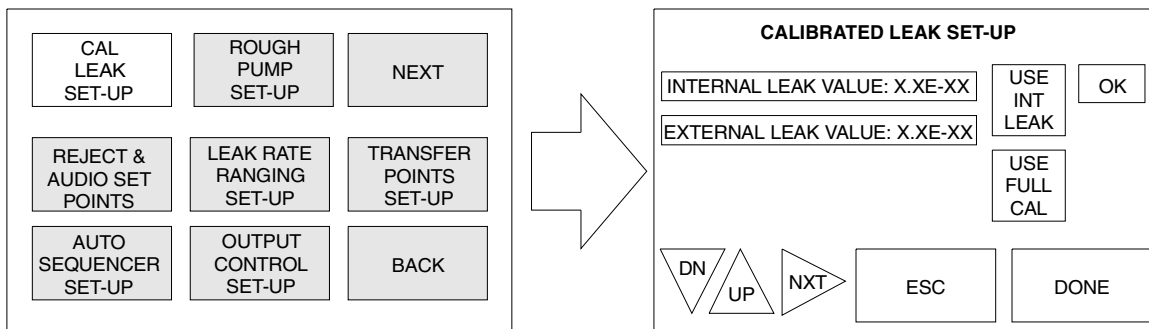 CAL
LEAK
SET-UP
ROUGH
PUMP
SET-UP
NEXT
REJECT &
AUDIO SET
POINTS
LEAK RATE
RANGING
SET-UP
TRANSFER
POINTS
SET-UP
AUTO
SEQUENCER
SET-UP
OUTPUT
CONTROL
SET-UP
BACK
CALIBRATED LEAK SET-UP
INTERNAL LEAK VALUE: X.XE-XX
USE
INT
LEAK
OK
EXTERNAL LEAK VALUE: X.XE-XX
USE
FULL
CAL
DN
UP
NXT
ESC
DONE